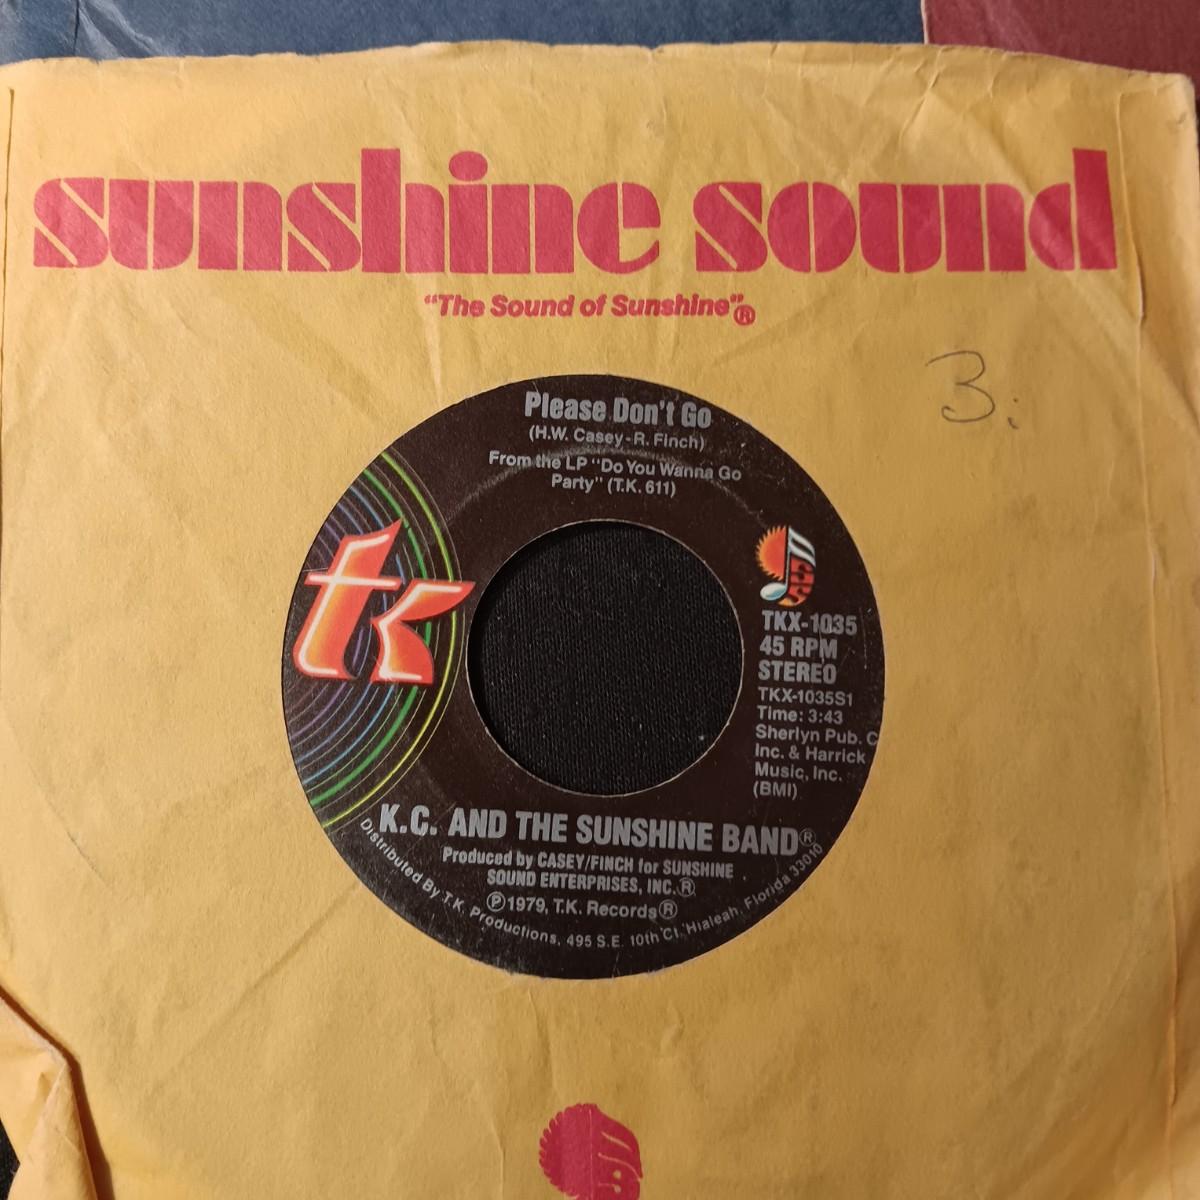 sunshine sound
"The Sound of Sunshine"®
3.
Please Don't Go
(H.W. Casey-R. Finch)
From the LP "Do You Wanna Go
Party" (T.K. 611)
tk
TKX-1035
45 RPM
STEREO
TKX-1035S1
Time: 3:43
Sherlyn Pub. C
Inc. & Harrick
Music, Inc.
(BMI)
K.C. AND THE SUNSHINE BAND®
Produced by CASEY/FINCH for SUNSHINE
SOUND ENTERPRISES, INC.®
℗1979, T.K. Records®
Distributed By T.K. Productions, 495 S.E. 10th Ct. Hialeah, Florida 33010